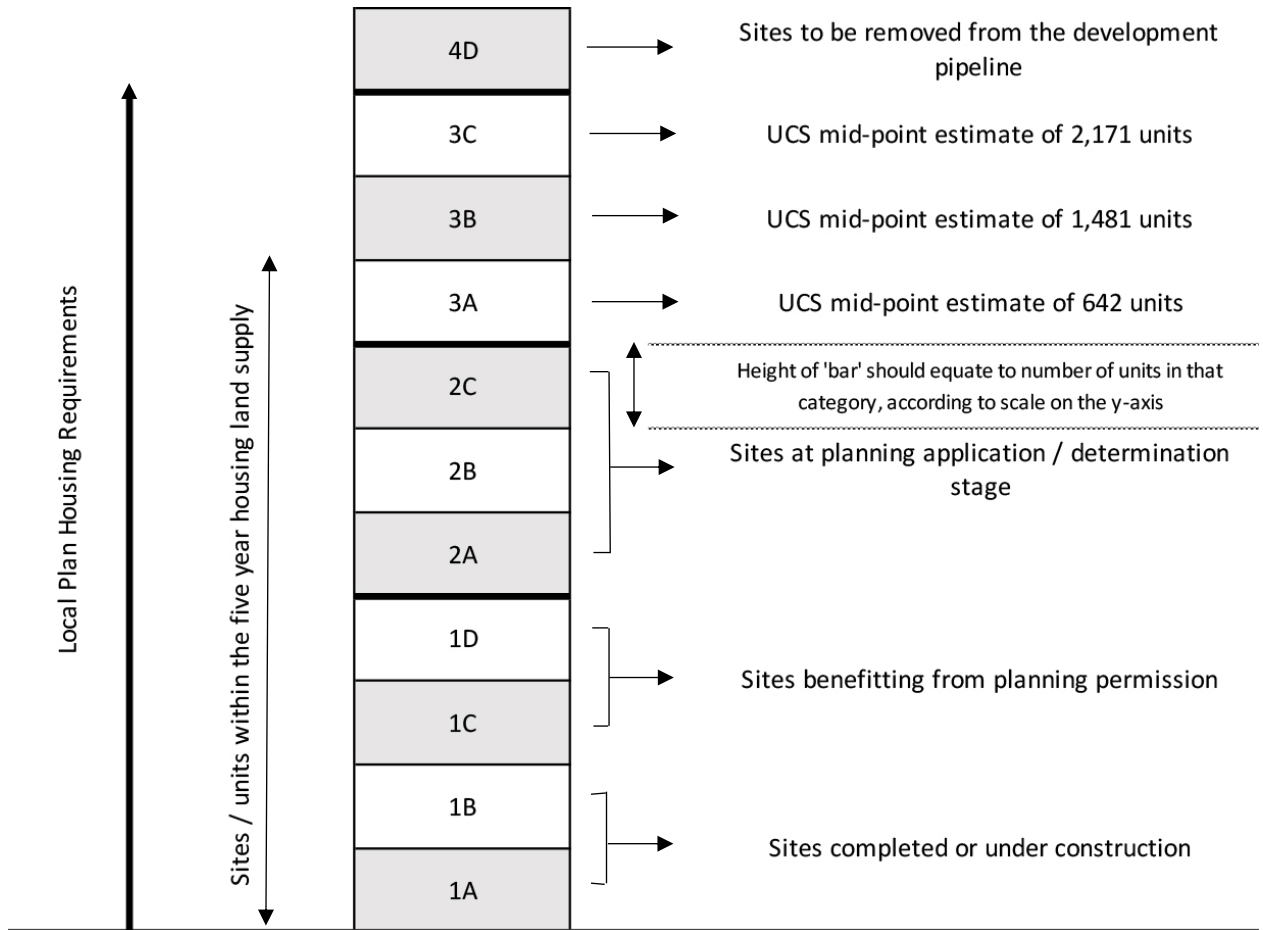 4D
Sites to be removed from the development
pipeline
3C
UCS mid-point estimate of 2,171 units
3B
UCS mid-point estimate of 1,481 units
3A
UCS mid-point estimate of 642 units
2C
Height of 'bar' should equate to number of units in that
category, according to scale on the y-axis
2B
Sites at planning application / determination
stage
2A
1D
Sites benefitting from planning permission
1C
1B
Sites completed or under construction
1A
Local Plan Housing Requirements
Sites / units within the five year housing land supply